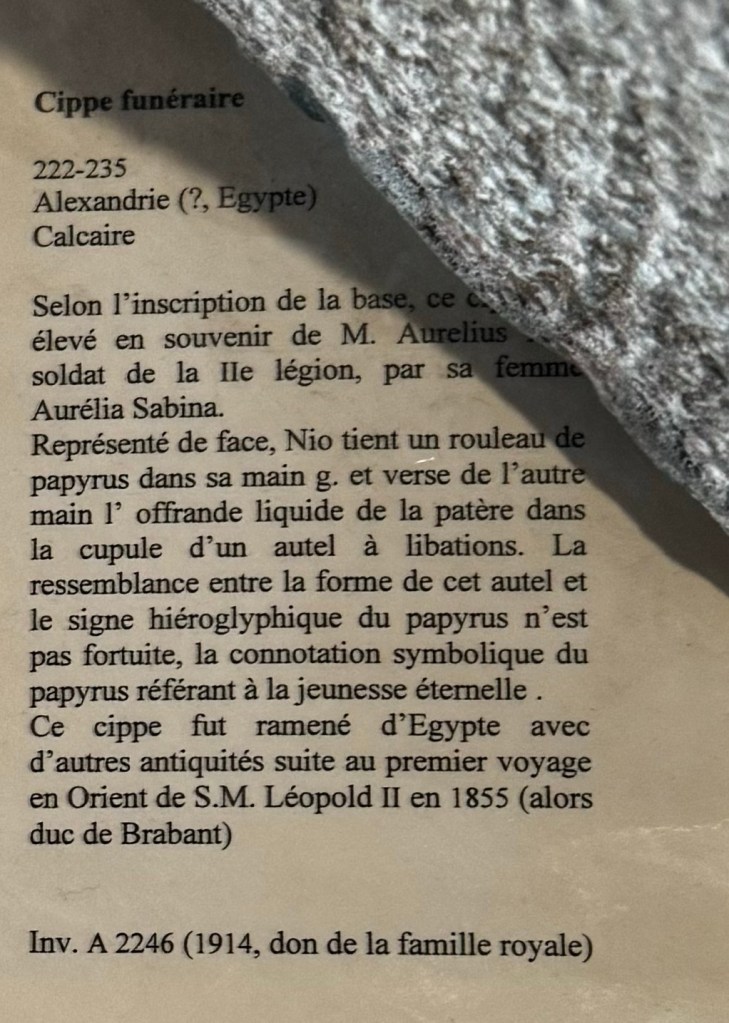 Cippe funéraire
222-235
Alexandrie (?, Egypte)
Calcaire
Selon l'inscription de la base, ce
élevé en souvenir de M. Aurelius
soldat de la IIe légion, par sa femme
Aurélia Sabina.
Représenté de face, Nio tient un rouleau de
papyrus dans sa main g. et verse de l'autre
main l' offrande liquide de la patère dans
la cupule d'un autel à libations. La
ressemblance entre la forme de cet autel et
le signe hiéroglyphique du papyrus n'est
pas fortuite, la connotation symbolique du
papyrus référant à la jeunesse éternelle .
Ce cippe fut ramené d'Egypte avec
d'autres antiquités suite au premier voyage
en Orient de S.M. Léopold II en 1855 (alors
duc de Brabant)
Inv. A 2246 (1914, don de la famille royale)